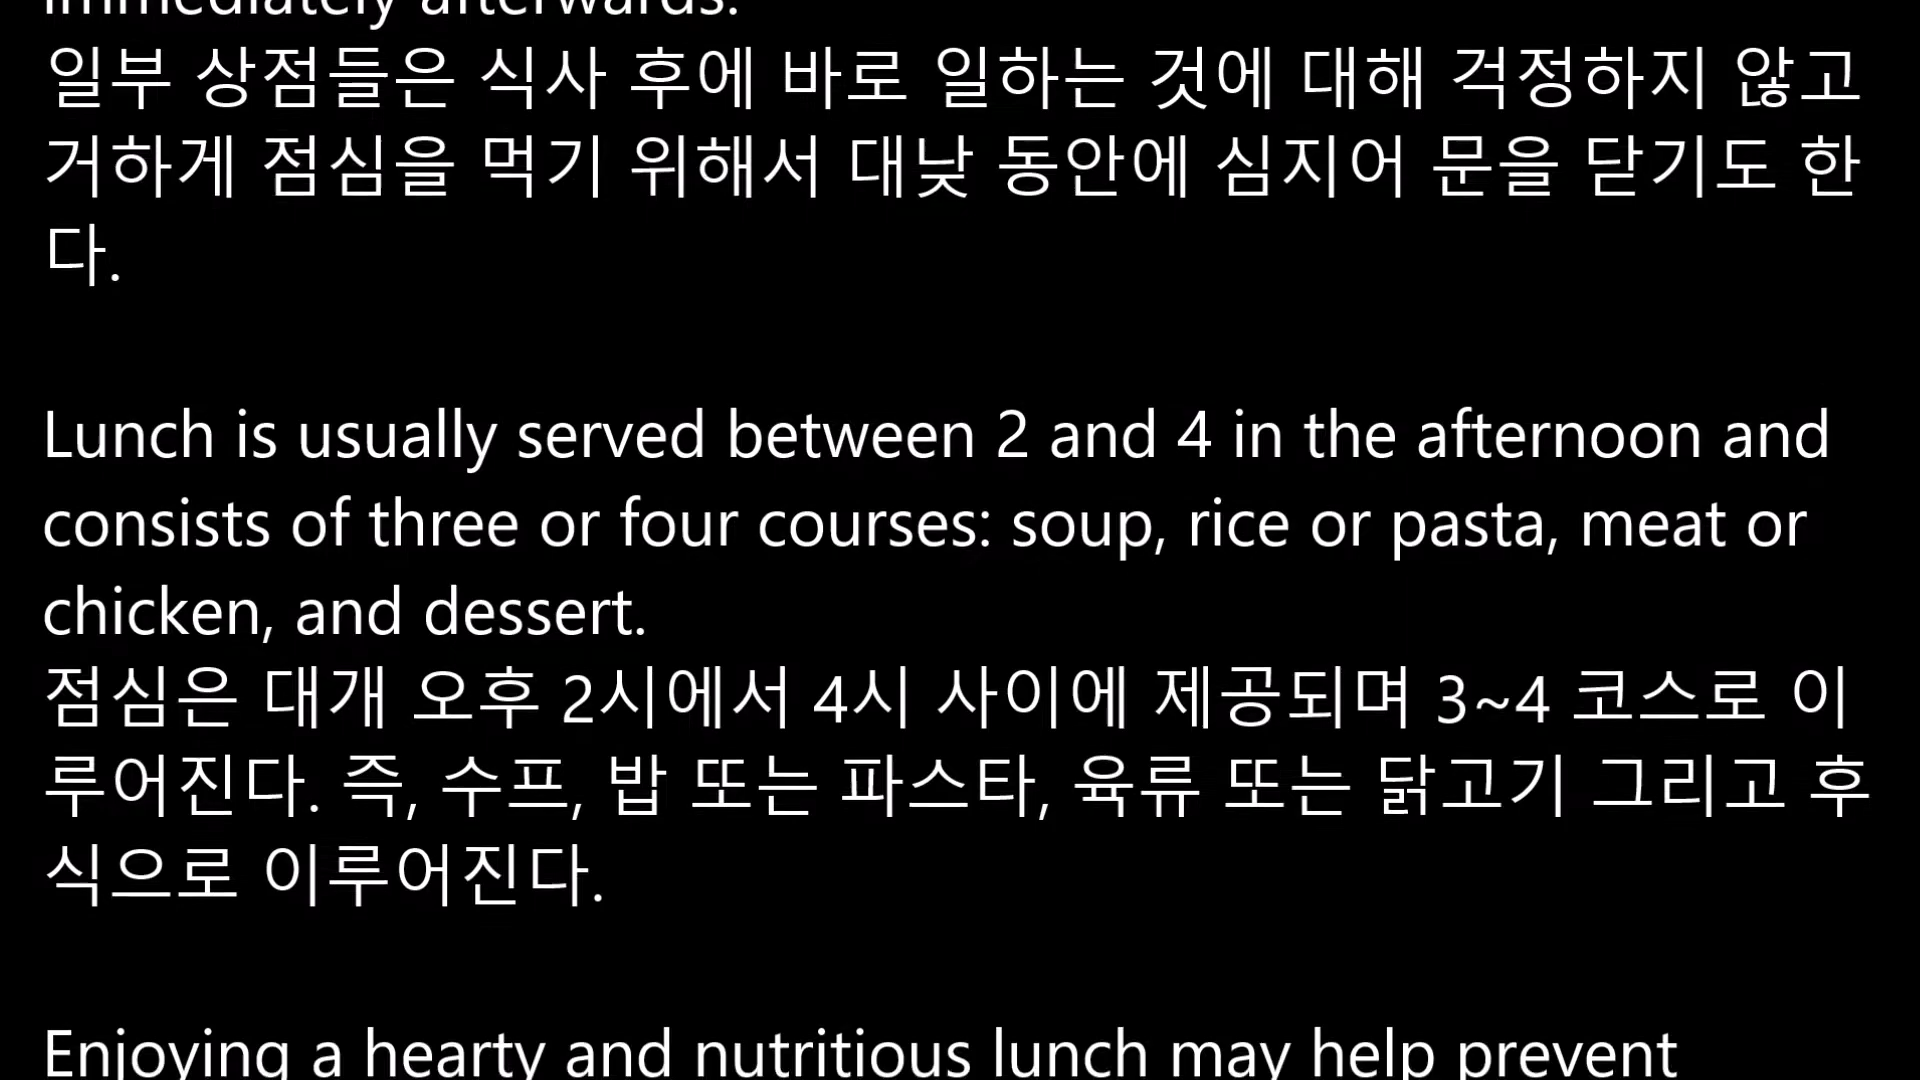 immediately afterwards.
일부 상점들은 식사 후에 바로 일하는 것에 대해 걱정하지 않고
거하게 점심을 먹기 위해서 대낮 동안에 심지어 문을 닫기도 한
다.
Lunch is usually served between 2 and 4 in the afternoon and
consists of three or four courses: soup, rice or pasta, meat or
chicken, and dessert.
점심은 대개 오후 2시에서 4시 사이에 제공되며 3~4 코스로 이
루어진다. 즉, 수프, 밥 또는 파스타, 육류 또는 닭고기 그리고 후
식으로 이루어진다.
Enjoying a hearty and nutritious lunch may help prevent